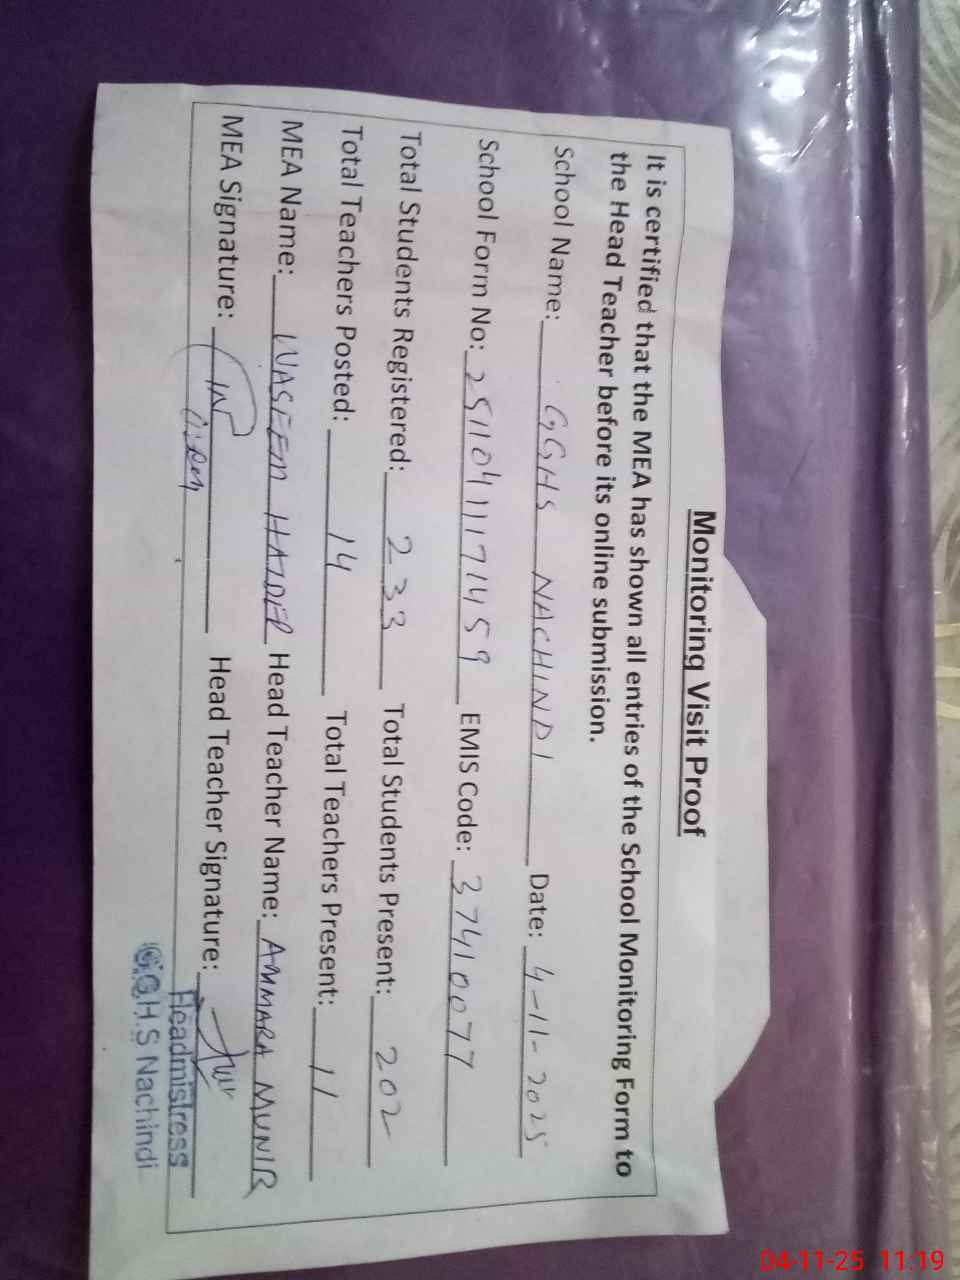 Monitoring Visit Proof
It is certified that the MEA has shown all entries of the School Monitoring Form to
the Head Teacher before its online submission.
School Name: GGHS NACHINDI Date: 4-11-2025
School Form No: 2511041171459 EMIS Code: 37410077
Total Students Registered: 233 Total Students Present: 202
Total Teachers Posted: 14 Total Teachers Present: 11
MEA Name: WASEEM HAIDER Head Teacher Name: AMMARA MUNIR
MEA Signature: Head Teacher Signature:
Headmistress
G.G.H.S Nachindi
04-11-25 11:19